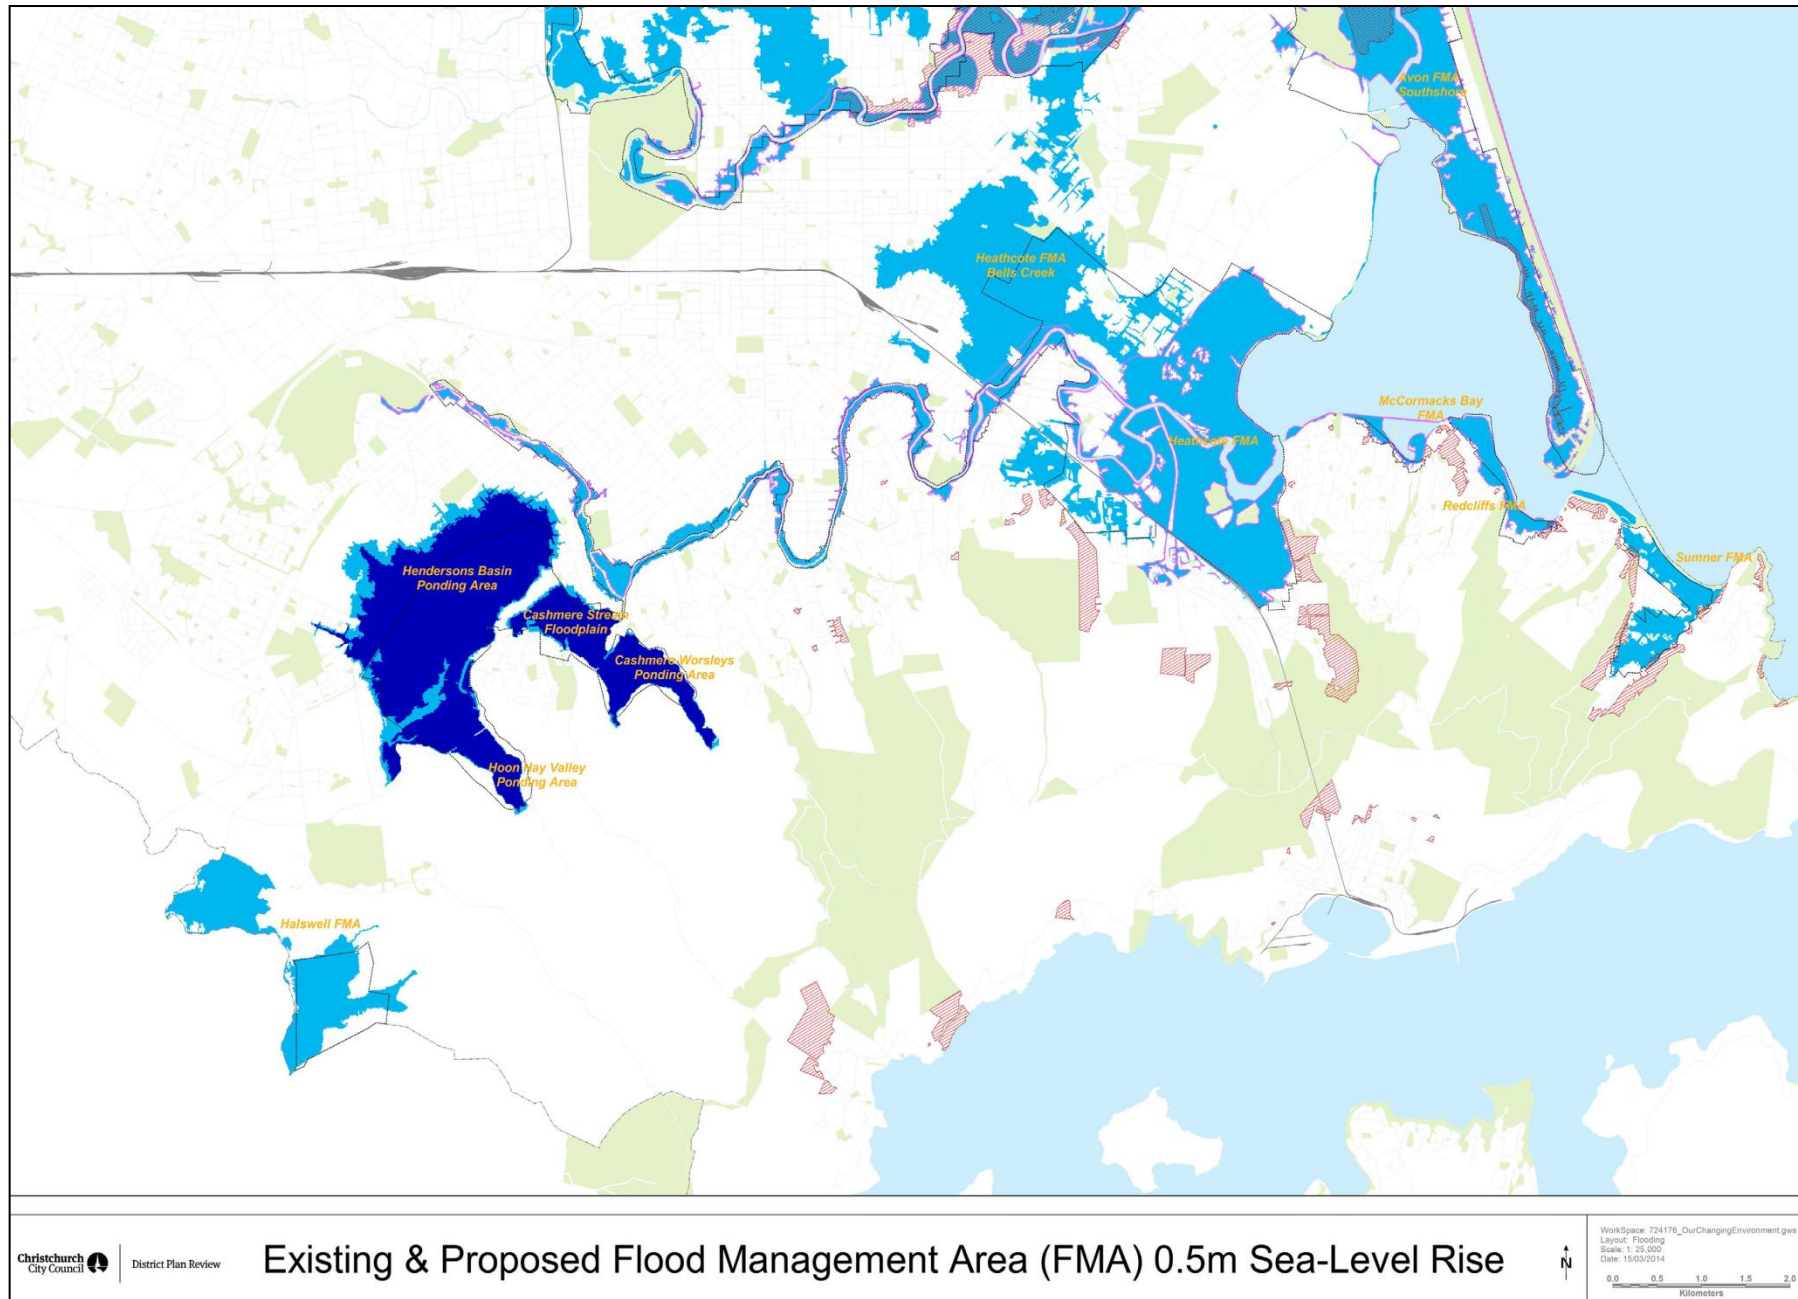 Avon FMA
Southshore
Heathcote FMA
Bells Creek
McCormacks Bay
FMA
Heathcote FMA
Redcliffs FMA
Sumner FMA
Hendersons Basin
Ponding Area
Cashmere Stream
Floodplain
Cashmere Worsleys
Ponding Area
Hoon Hay Valley
Ponding Area
Halswell FMA
Christchurch
City Council
District Plan Review
Existing & Proposed Flood Management Area (FMA) 0.5m Sea-Level Rise
N
WorkSpace: 724176_OurChangingEnvironment.gws
Layout: Flooding
Scale: 1: 25,000
Date: 15/03/2014
0.0 0.5 1.0 1.5 2.0
Kilometers